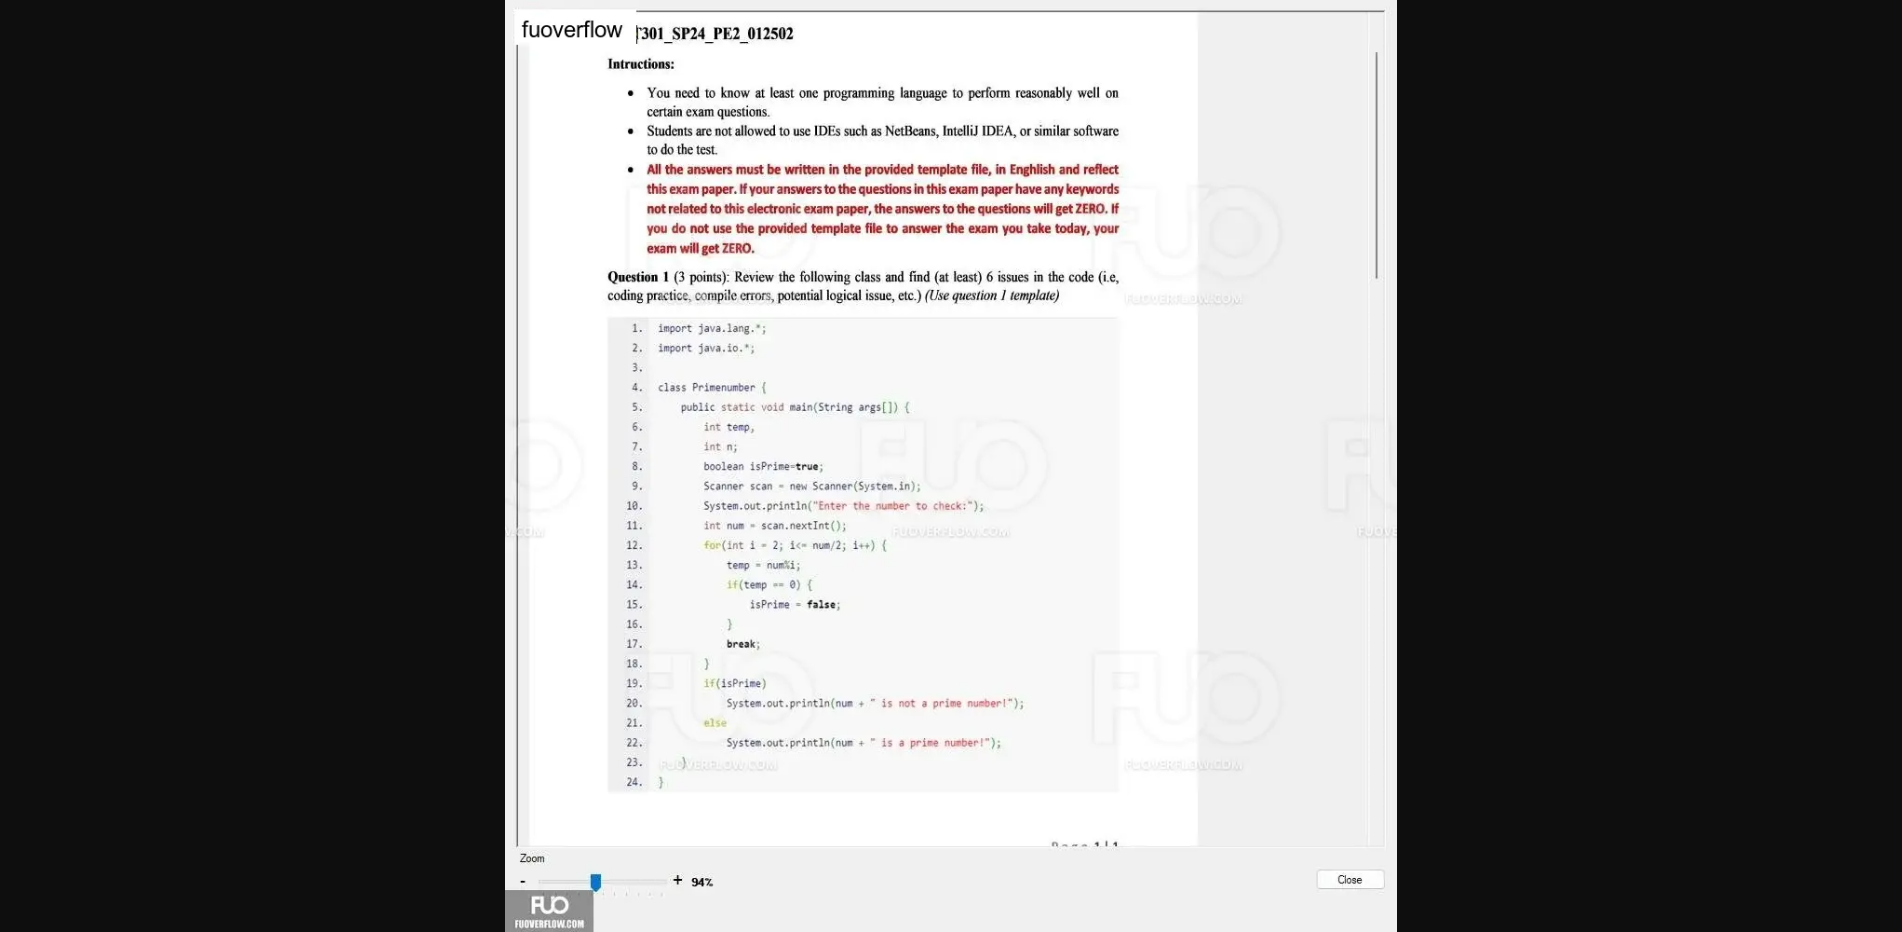 fuoverflow
T301_SP24_PE2_012502
Intructions:
• You need to know at least one programming language to perform reasonably well on
certain exam questions.
• Students are not allowed to use IDEs such as NetBeans, IntelliJ IDEA, or similar software
to do the test.
• All the answers must be written in the provided template file, in Enghlish and reflect
this exam paper. If your answers to the questions in this exam paper have any keywords
not related to this electronic exam paper, the answers to the questions will get ZERO. If
you do not use the provided template file to answer the exam you take today, your
exam will get ZERO.
Question 1 (3 points): Review the following class and find (at least) 6 issues in the code (i.e,
coding practice, compile errors, potential logical issue, etc.) (Use question 1 template)
FUOVERFLOW.COM
1. import java.lang.*;
2. import java.io.*;
3.
4. class Primenumber {
5. public static void main(String args[]) {
6. int temp,
7. int n;
8. boolean isPrime=true;
9. Scanner scan = new Scanner(System.in);
10. System.out.println("Enter the number to check:");
11. int num = scan.nextInt();
FUOVERFLOW.COM
12. for(int i = 2; i<= num/2; i++) {
13. temp = num%i;
14. if(temp == 0) {
15. isPrime = false;
16. }
17. break;
18. }
19. if(isPrime)
20. System.out.println(num + " is not a prime number!");
21. else
22. System.out.println(num + " is a prime number!");
23. }
FUOVERFLOW.COM
FUOVERFLOW.COM
24. }
Page 1|1
Zoom
- + 94%
Close
FUO
FUOVERFLOW.COM